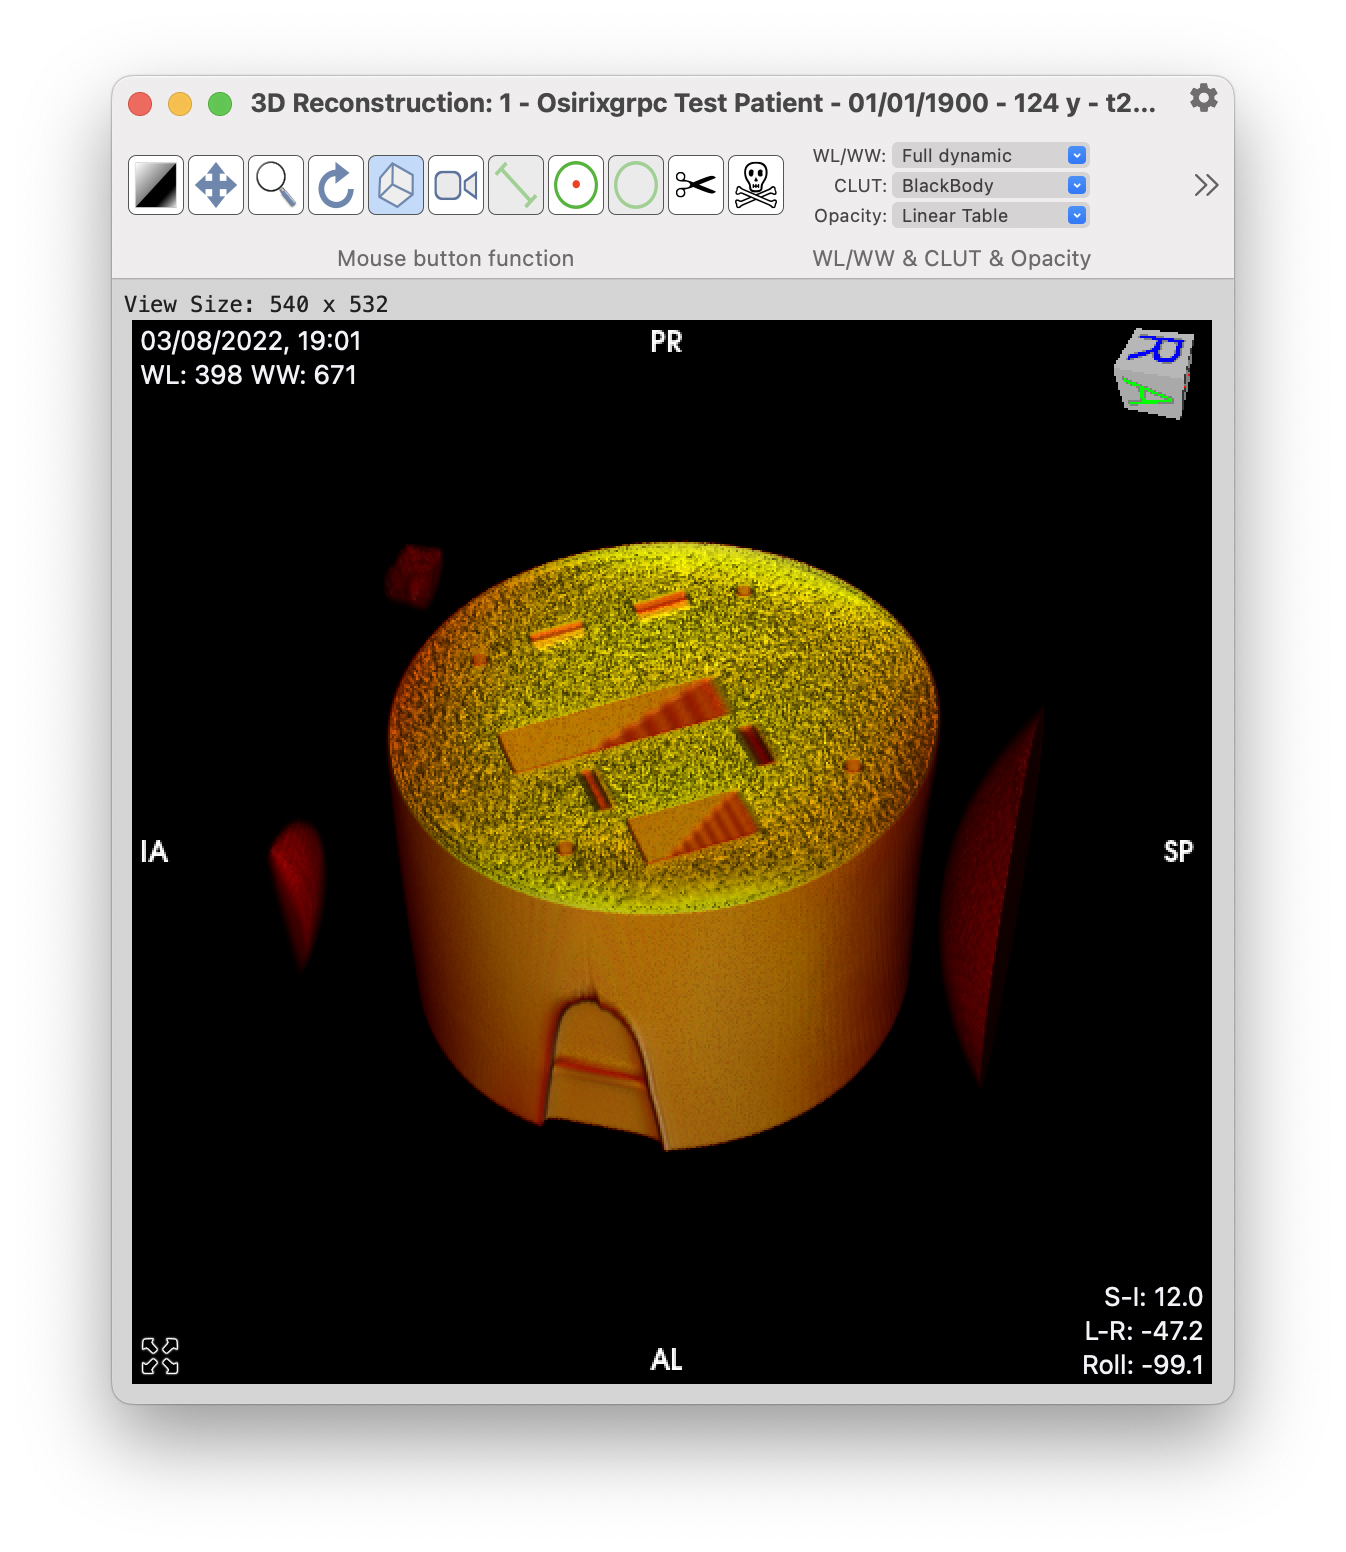 3D Reconstruction: 1 - Osirixgrpc Test Patient - 01/01/1900 - 124 y - t2...
WL/WW: Full dynamic
CLUT: BlackBody
Opacity: Linear Table
Mouse button function
WL/WW & CLUT & Opacity
View Size: 540 x 532
03/08/2022, 19:01
WL: 398 WW: 671
PR
R
A
IA
SP
S-I: 12.0
L-R: -47.2
Roll: -99.1
AL